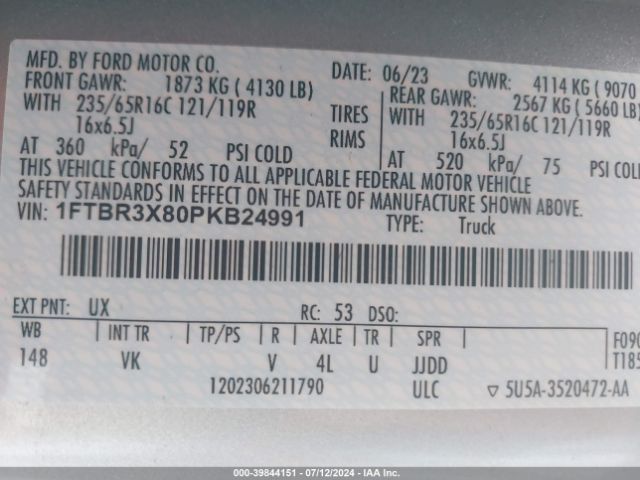 MFD. BY FORD MOTOR CO. DATE: 06/23 GVWR: 4114 KG (9070
FRONT GAWR: 1873 KG (4130 LB) REAR GAWR: 2567 KG (5660 LB)
WITH 235/65R16C 121/119R TIRES WITH 235/65R16C 121/119R
16x6.5J RIMS 16x6.5J
AT 360 kPa/ 52 PSI COLD AT 520 kPa/ 75 PSI COL
THIS VEHICLE CONFORMS TO ALL APPLICABLE FEDERAL MOTOR VEHICLE
SAFETY STANDARDS IN EFFECT ON THE DATE OF MANUFACTURE SHOWN ABOVE.
VIN: 1FTBR3X80PKB24991 TYPE: Truck
EXT PNT: UX RC: 53 DSO:
WB INT TR TP/PS R AXLE TR SPR F090
148 VK V 4L U JJDD T185
1202306211790 ULC ▽ 5U5A-3520472-AA
000-39844151 - 07/12/2024 - IAA Inc.